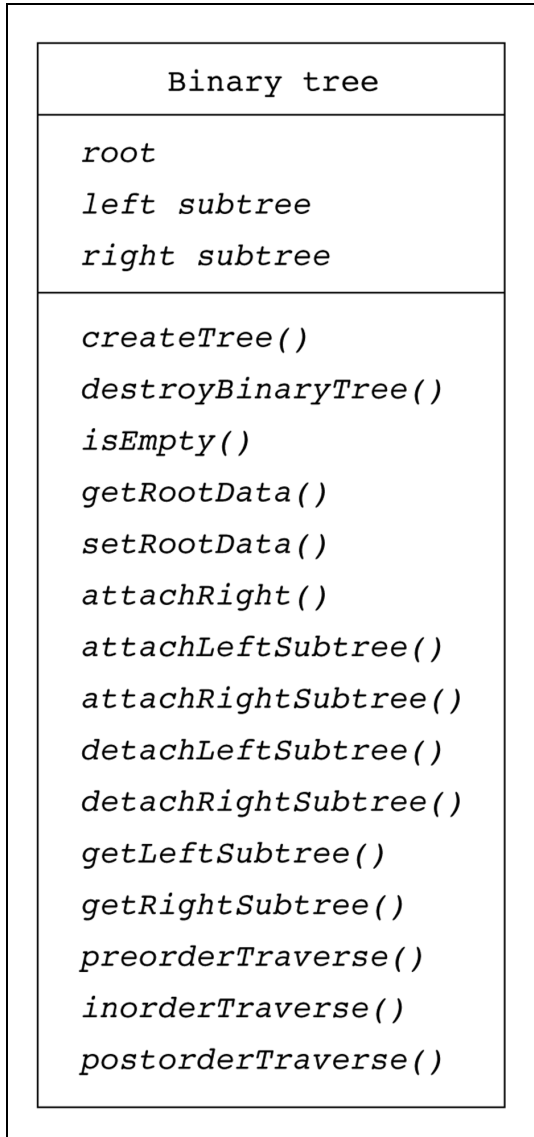 Binary tree
root
left subtree
right subtree
createTree()
destroyBinaryTree()
isEmpty()
getRootData()
setRootData()
attachRight()
attachLeftSubtree()
attachRightSubtree()
detachLeftSubtree()
detachRightSubtree()
getLeftSubtree()
getRightSubtree()
preorderTraverse()
inorderTraverse()
postorderTraverse()